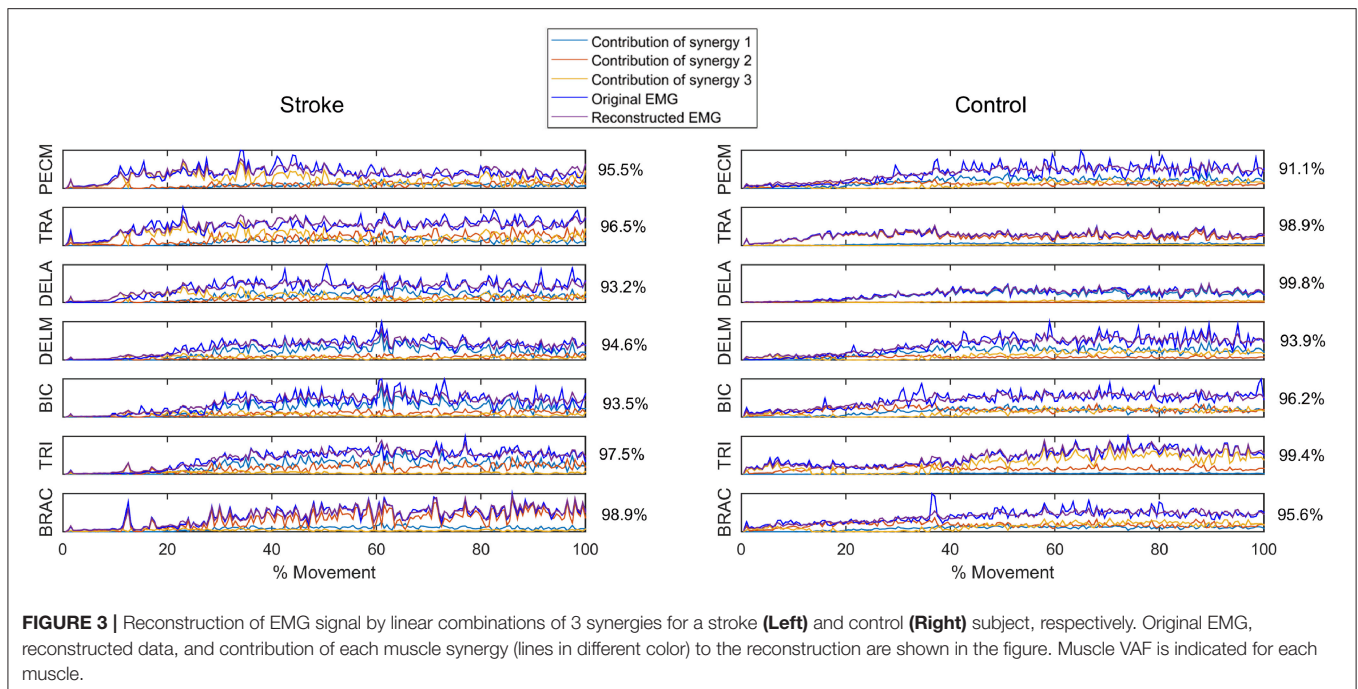 Contribution of synergy 1
Contribution of synergy 2
Contribution of synergy 3
Original EMG
Reconstructed EMG
Stroke
PECM
95.5%
TRA
96.5%
DELA
93.2%
DELM
94.6%
BIC
93.5%
TRI
97.5%
BRAC
98.9%
0 20 40 60 80 100
% Movement
Control
PECM
91.1%
TRA
98.9%
DELA
99.8%
DELM
93.9%
BIC
96.2%
TRI
99.4%
BRAC
95.6%
0 20 40 60 80 100
% Movement
FIGURE 3 | Reconstruction of EMG signal by linear combinations of 3 synergies for a stroke (Left) and control (Right) subject, respectively. Original EMG,
reconstructed data, and contribution of each muscle synergy (lines in different color) to the reconstruction are shown in the figure. Muscle VAF is indicated for each
muscle.